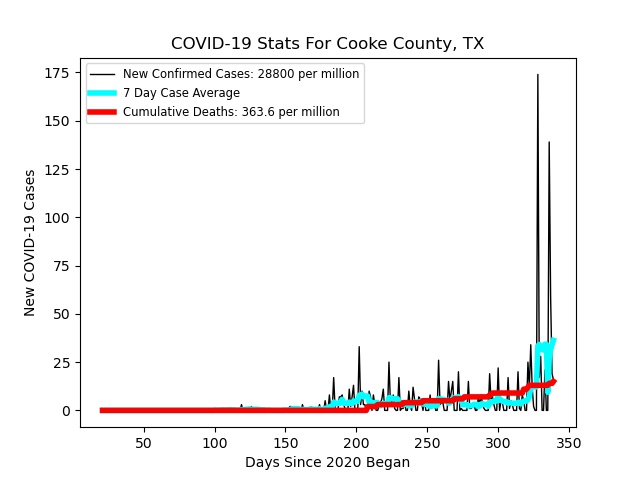 COVID-19 Stats For Cooke County, TX
New Confirmed Cases: 28800 per million
7 Day Case Average
Cumulative Deaths: 363.6 per million
New COVID-19 Cases
175
150
125
100
75
50
25
0
50
100
150
200
250
300
350
Days Since 2020 Began